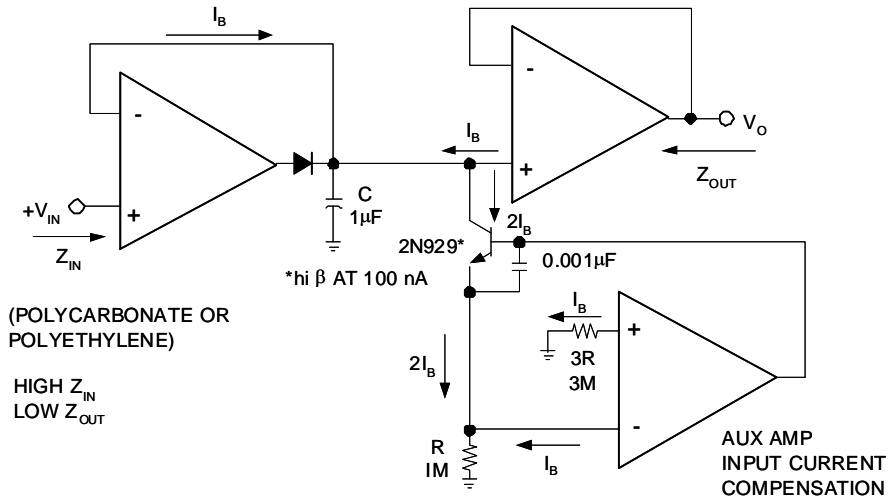 I_B
-
+
+V_IN
Z_IN
C
1µF
I_B
-
+
V_O
Z_OUT
2I_B
2N929*
0.001µF
*hi β AT 100 nA
(POLYCARBONATE OR
POLYETHYLENE)
HIGH Z_IN
LOW Z_OUT
2I_B
I_B
3R
3M
+
-
R
1M
I_B
AUX AMP
INPUT CURRENT
COMPENSATION